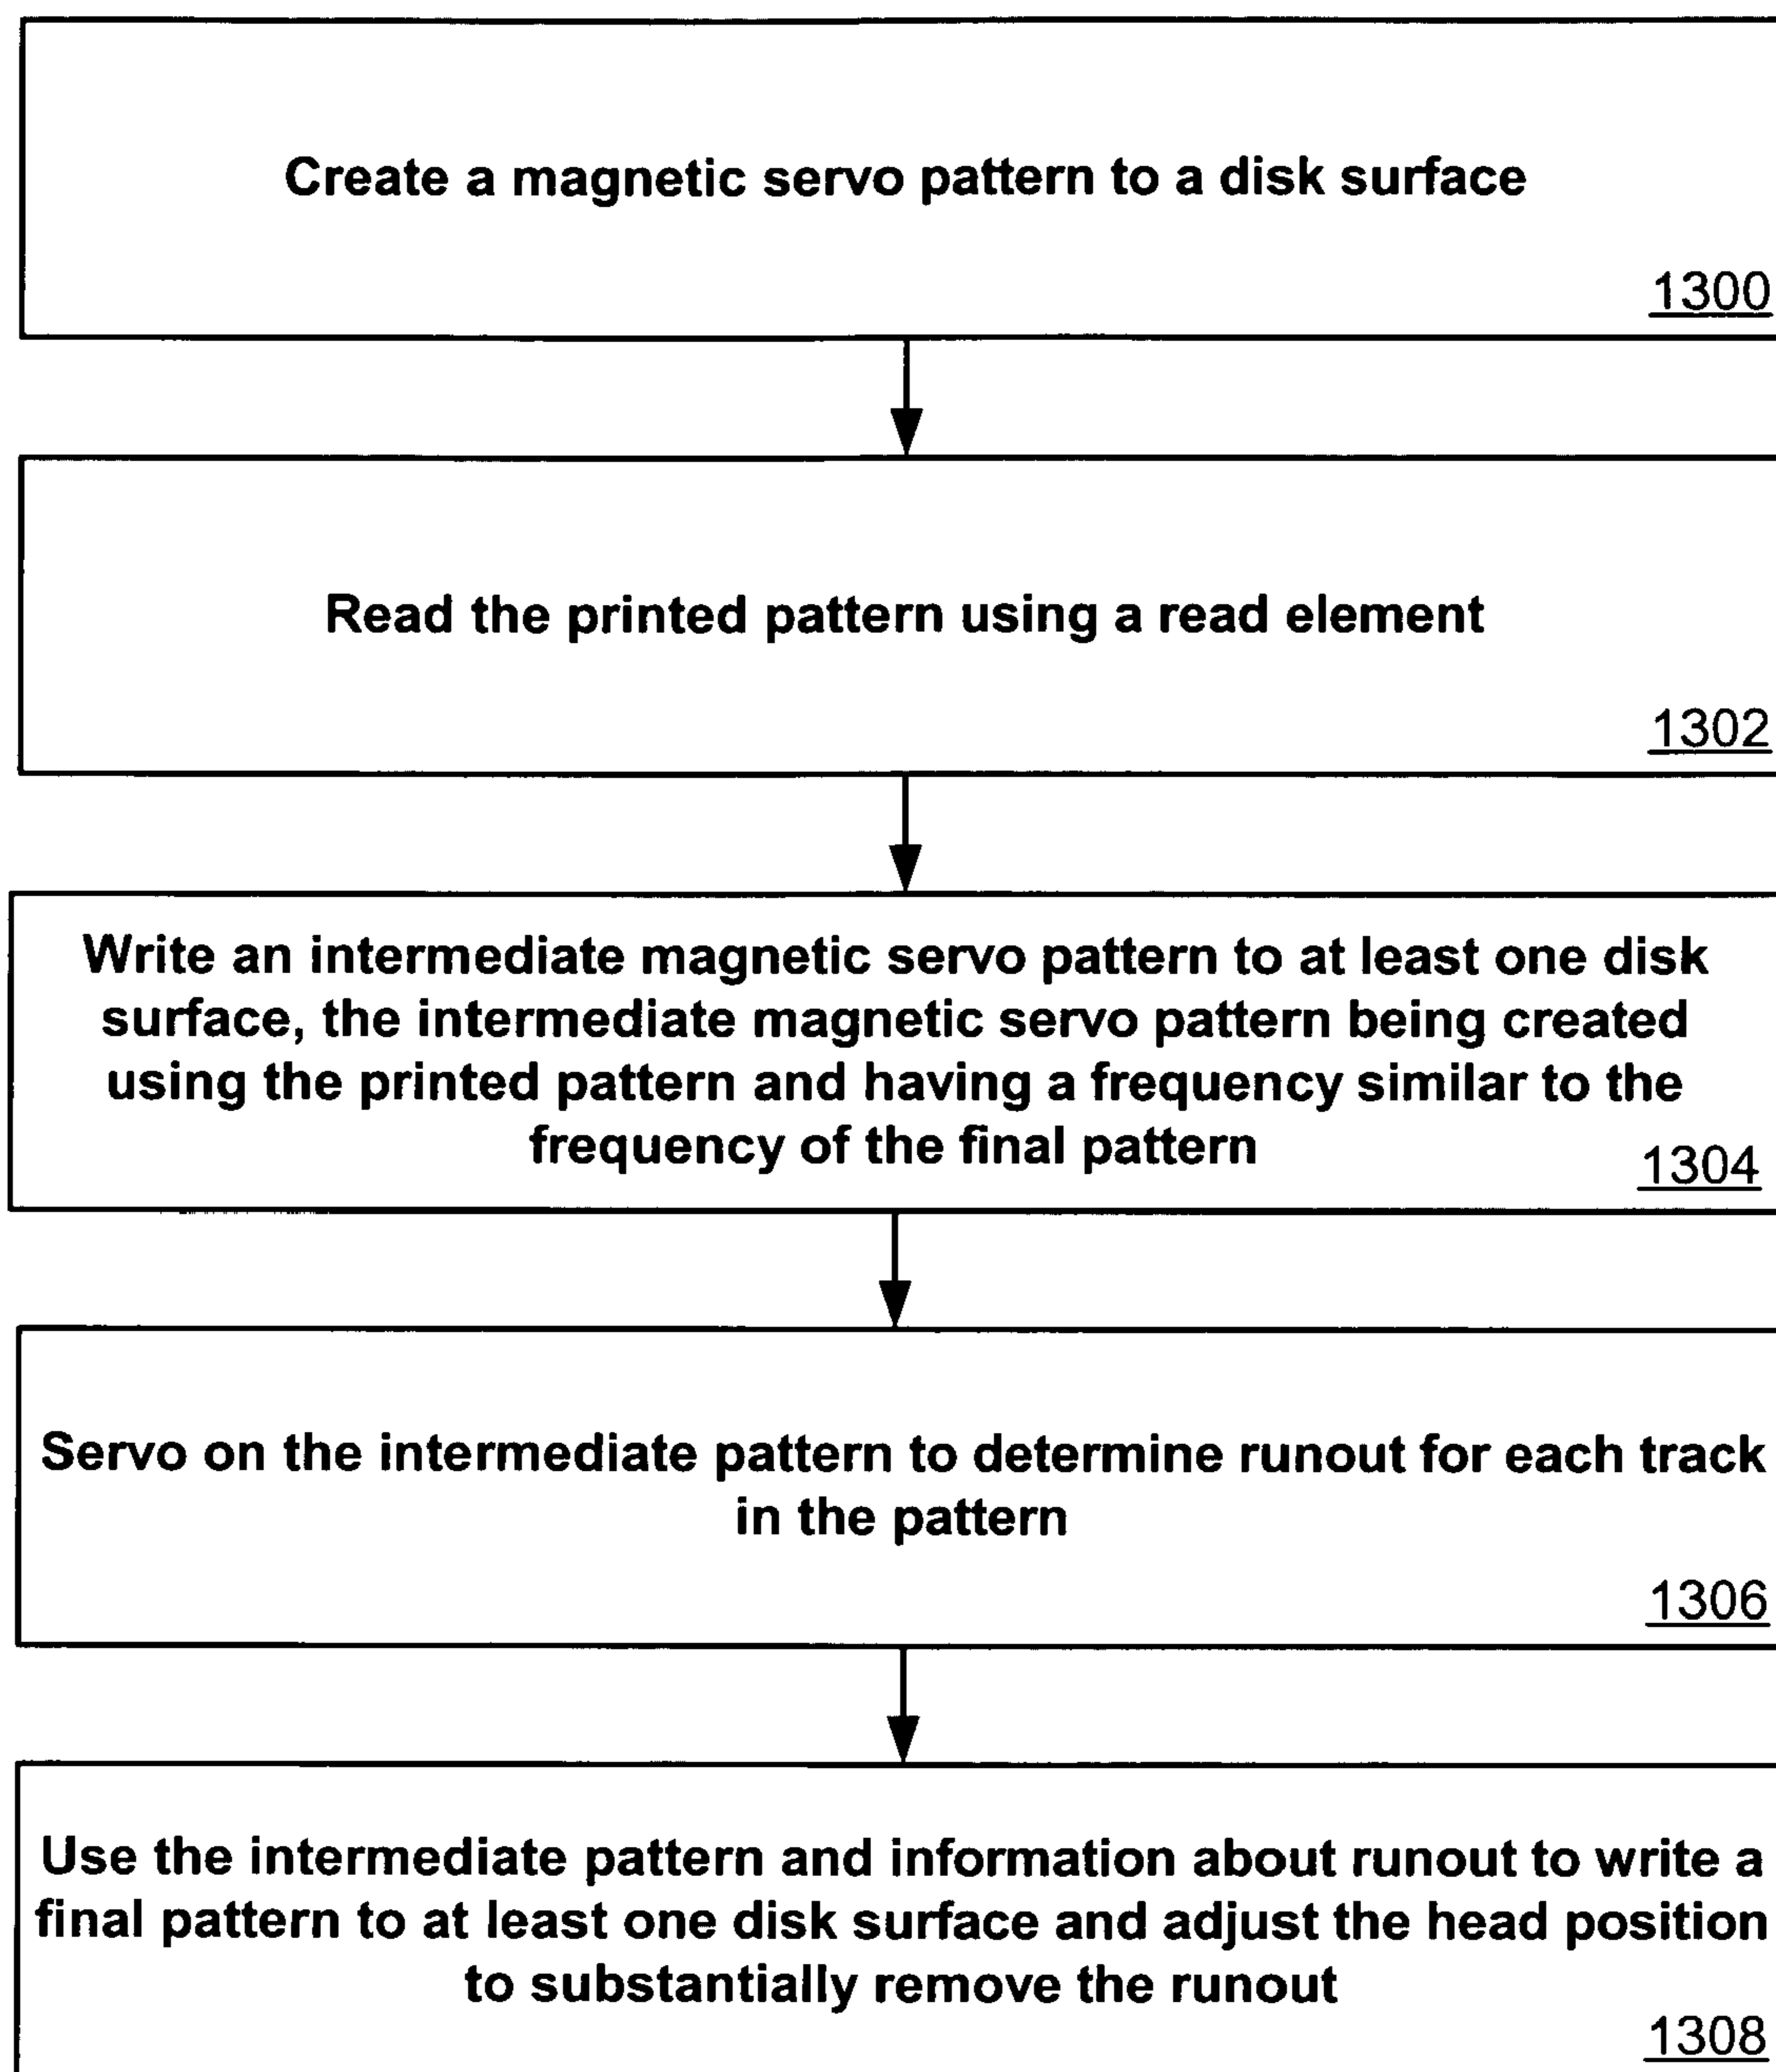 Create a magnetic servo pattern to a disk surface
1300
Read the printed pattern using a read element
1302
Write an intermediate magnetic servo pattern to at least one disk
surface, the intermediate magnetic servo pattern being created
using the printed pattern and having a frequency similar to the
frequency of the final pattern
1304
Servo on the intermediate pattern to determine runout for each track
in the pattern
1306
Use the intermediate pattern and information about runout to write a
final pattern to at least one disk surface and adjust the head position
to substantially remove the runout
1308